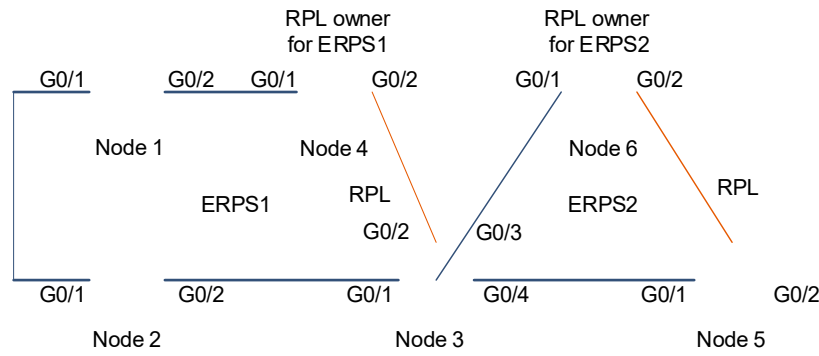 RPL owner
for ERPS1
RPL owner
for ERPS2
G0/1
G0/2
G0/1
G0/2
G0/1
G0/2
Node 1
Node 4
Node 6
RPL
RPL
ERPS1
ERPS2
G0/2
G0/3
G0/1
G0/2
G0/1
G0/4
G0/1
G0/2
Node 2
Node 3
Node 5